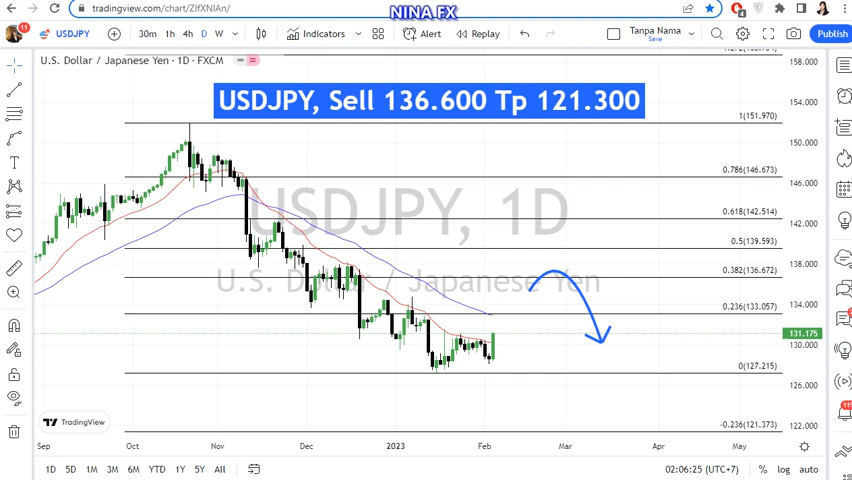 NINA FX
tradingview.com/chart/ZIfXNIAn/
4
11
USDJPY
30m 1h 4h D W
Indicators
Alert
Replay
Tpana Nama
Save
Publish
U.S. Dollar / Japanese Yen · 1D · FXCM
USDJPY, Sell 136.600 Tp 121.300
USDJPY, 1D
U.S. Dollar / Japanese Yen
158.000
1(151.970)
154.000
150.000
0.786(146.673)
146.000
0.618(142.514)
142.000
0.5(139.593)
138.000
0.382(136.672)
134.000
0.236(133.057)
131.175
130.000
0(127.215)
126.000
122.000
-0.236(121.373)
TradingView
Sep Oct Nov Dec 2023 Feb Mar Apr May
1D 5D 1M 3M 6M YTD 1Y 5Y All
02:06:25 (UTC+7)
% log auto